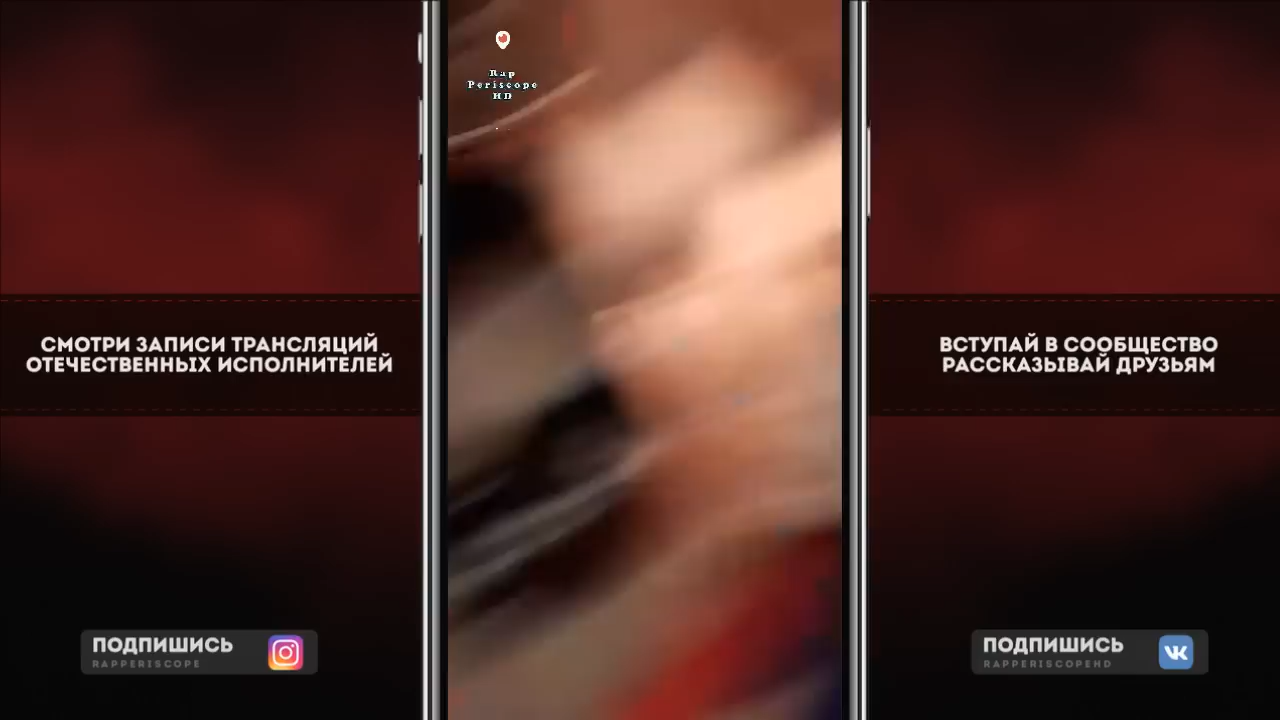 Rap
Periscope
HD
СМОТРИ ЗАПИСИ ТРАНСЛЯЦИЙ
ОТЕЧЕСТВЕННЫХ ИСПОЛНИТЕЛЕЙ
ВСТУПАЙ В СООБЩЕСТВО
РАССКАЗЫВАЙ ДРУЗЬЯМ
ПОДПИШИСЬ
RAPPERISCOPE
ПОДПИШИСЬ
RAPPERISCOPEHD